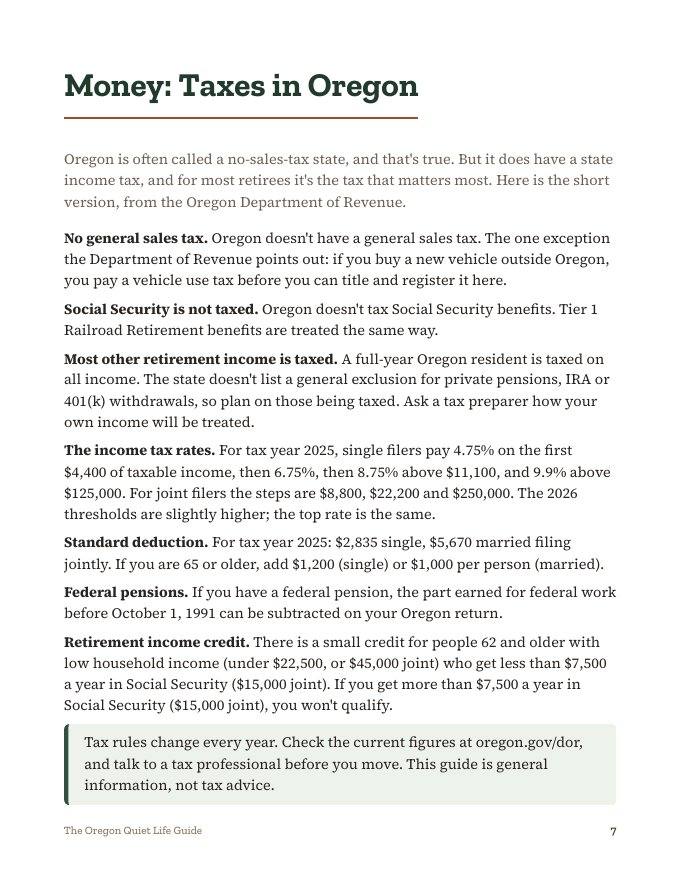 Money: Taxes in Oregon
Oregon is often called a no-sales-tax state, and that's true. But it does have a state
income tax, and for most retirees it's the tax that matters most. Here is the short
version, from the Oregon Department of Revenue.
No general sales tax. Oregon doesn't have a general sales tax. The one exception
the Department of Revenue points out: if you buy a new vehicle outside Oregon,
you pay a vehicle use tax before you can title and register it here.
Social Security is not taxed. Oregon doesn't tax Social Security benefits. Tier 1
Railroad Retirement benefits are treated the same way.
Most other retirement income is taxed. A full-year Oregon resident is taxed on
all income. The state doesn't list a general exclusion for private pensions, IRA or
401(k) withdrawals, so plan on those being taxed. Ask a tax preparer how your
own income will be treated.
The income tax rates. For tax year 2025, single filers pay 4.75% on the first
$4,400 of taxable income, then 6.75%, then 8.75% above $11,100, and 9.9% above
$125,000. For joint filers the steps are $8,800, $22,200 and $250,000. The 2026
thresholds are slightly higher; the top rate is the same.
Standard deduction. For tax year 2025: $2,835 single, $5,670 married filing
jointly. If you are 65 or older, add $1,200 (single) or $1,000 per person (married).
Federal pensions. If you have a federal pension, the part earned for federal work
before October 1, 1991 can be subtracted on your Oregon return.
Retirement income credit. There is a small credit for people 62 and older with
low household income (under $22,500, or $45,000 joint) who get less than $7,500
a year in Social Security ($15,000 joint). If you get more than $7,500 a year in
Social Security ($15,000 joint), you won't qualify.
Tax rules change every year. Check the current figures at oregon.gov/dor,
and talk to a tax professional before you move. This guide is general
information, not tax advice.
The Oregon Quiet Life Guide
7